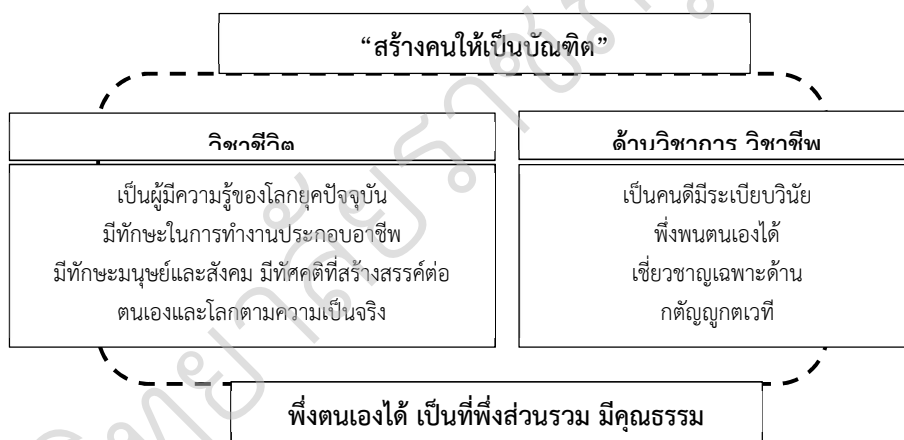 “สร้างคนให้เป็นบัณฑิต”
วิชาชีวิต
เป็นผู้มีความรู้ของโลกยุคปัจจุบัน
มีทักษะในการทำงานประกอบอาชีพ
มีทักษะมนุษย์และสังคม มีทัศคติที่สร้างสรรค์ต่อ
ตนเองและโลกตามความเป็นจริง
ด้านวิชาการ วิชาชีพ
เป็นคนดีมีระเบียบวินัย
พึ่งพนตนเองได้
เชี่ยวชาญเฉพาะด้าน
กตัญญูกตเวที
พึ่งตนเองได้ เป็นที่พึ่งส่วนรวม มีคุณธรรม